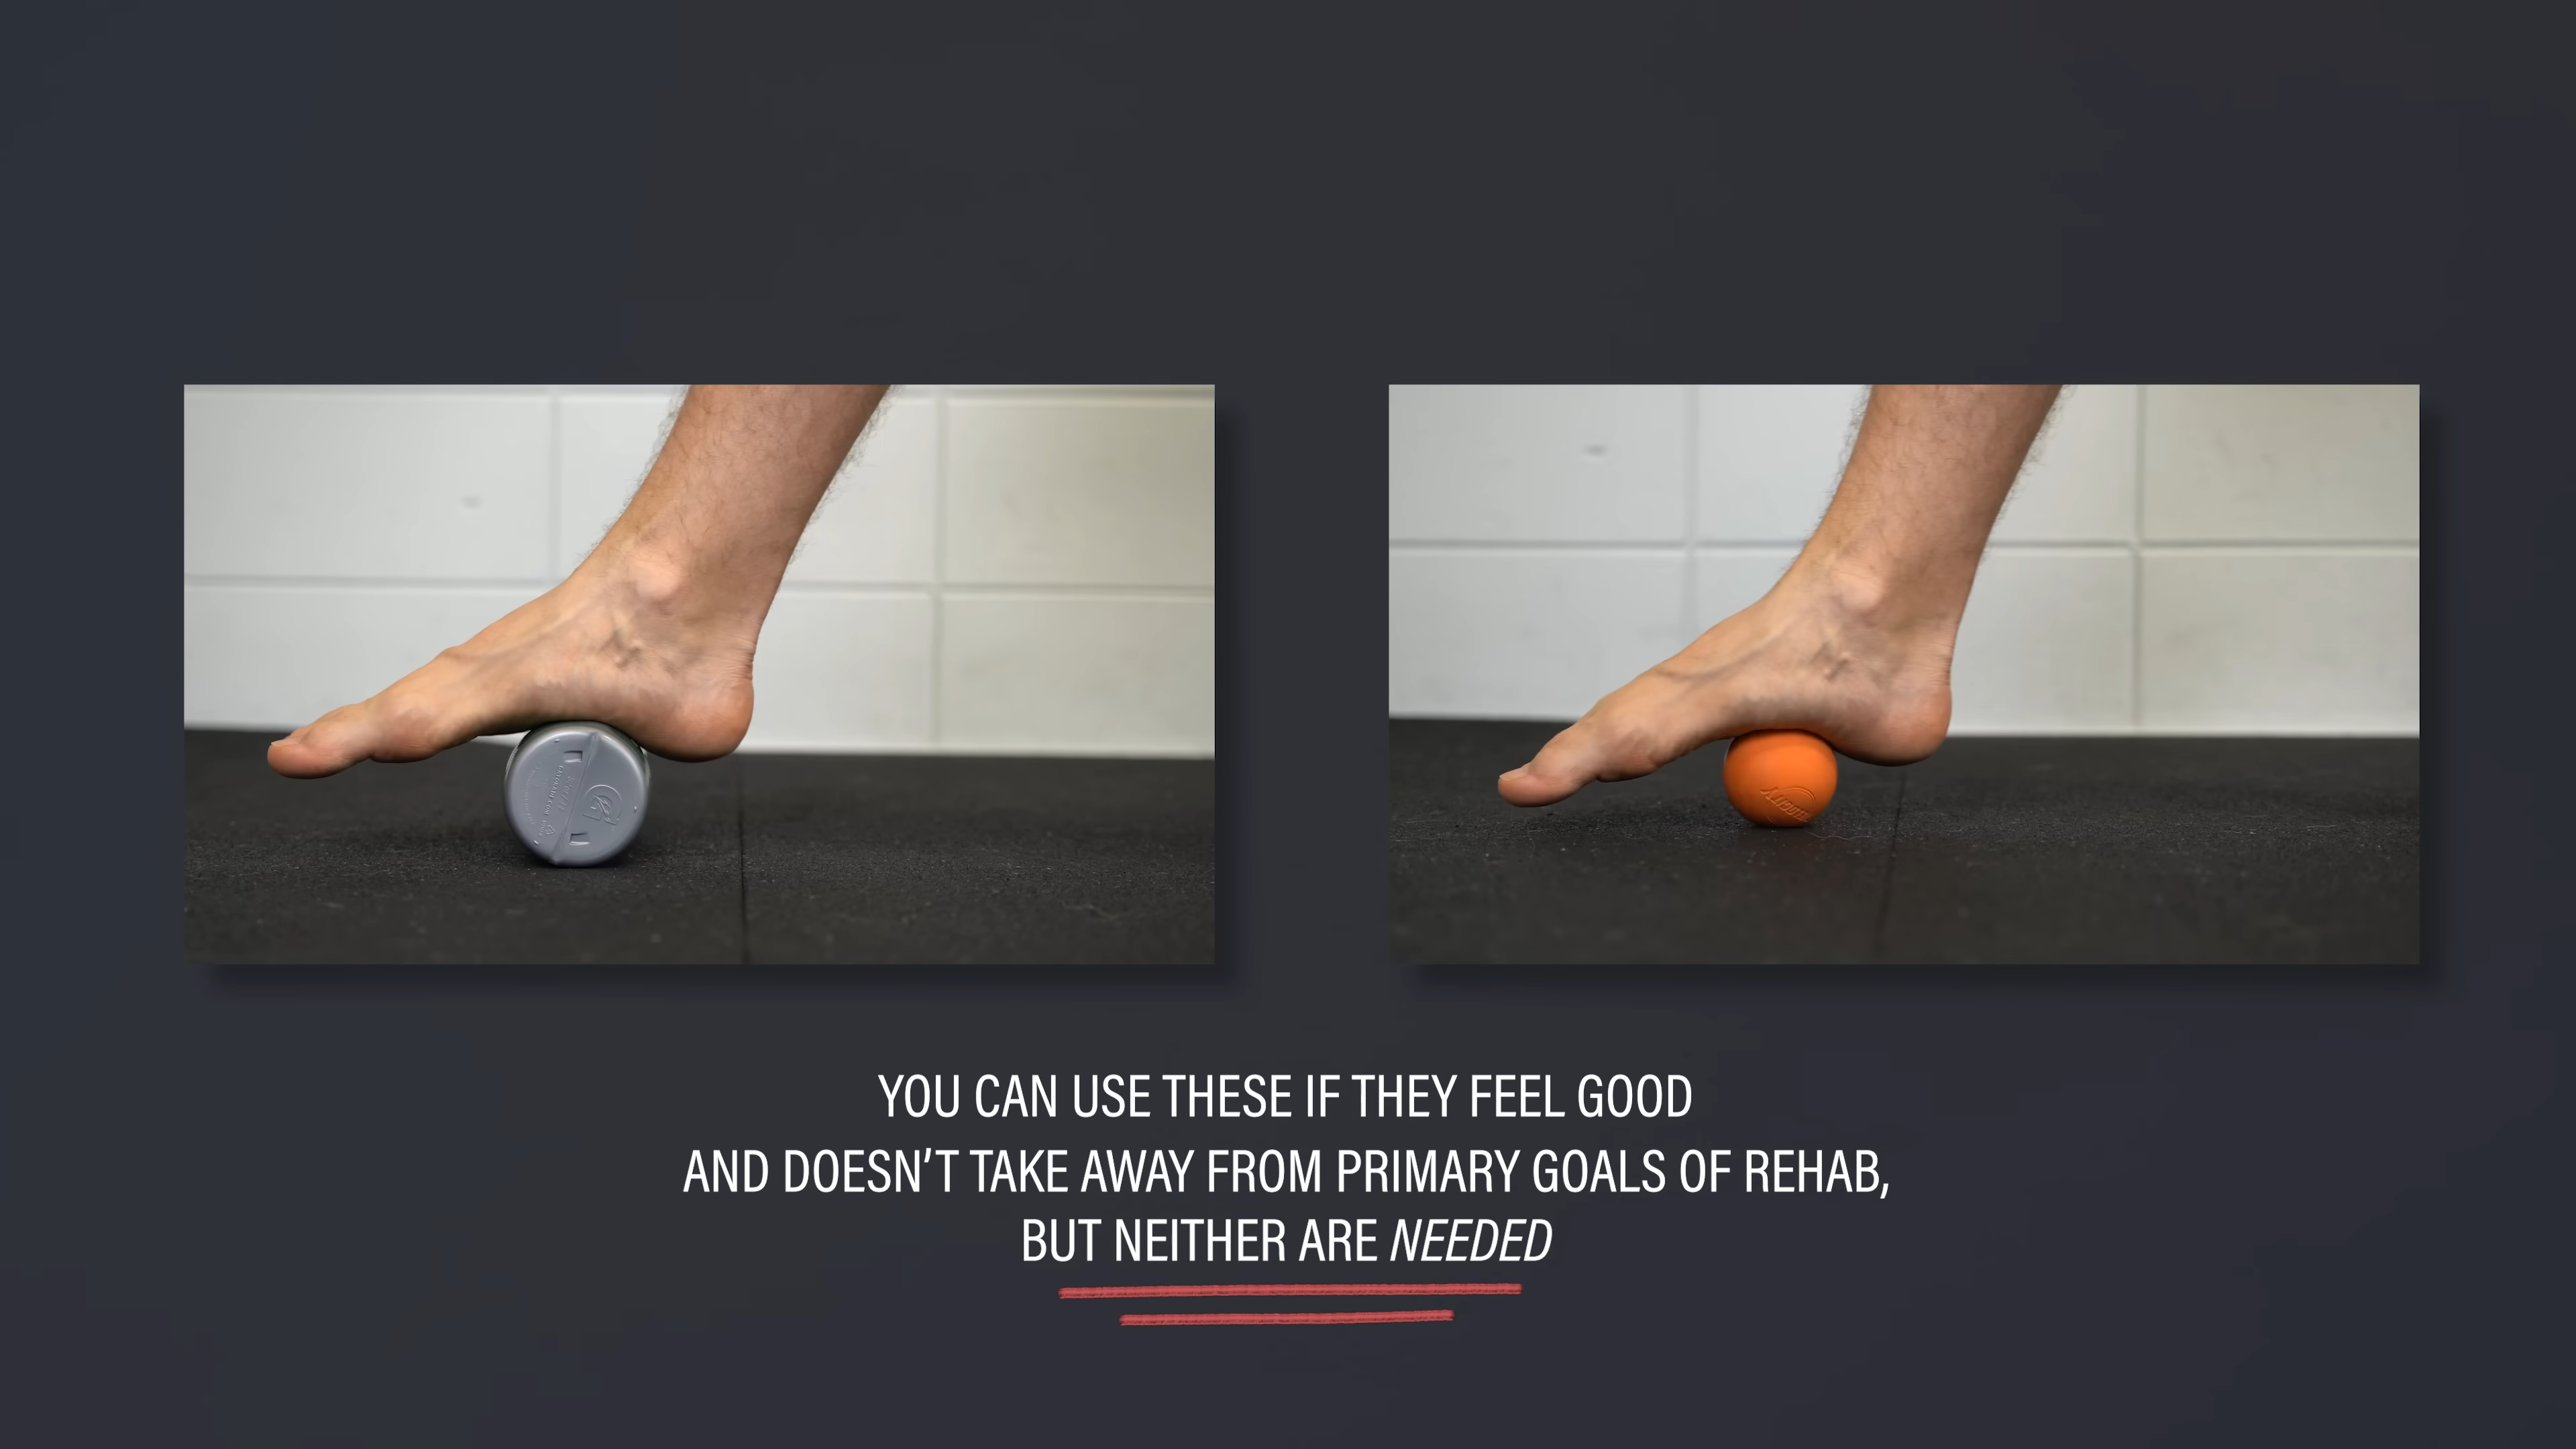 YOU CAN USE THESE IF THEY FEEL GOOD
AND DOESN'T TAKE AWAY FROM PRIMARY GOALS OF REHAB,
BUT NEITHER ARE NEEDED